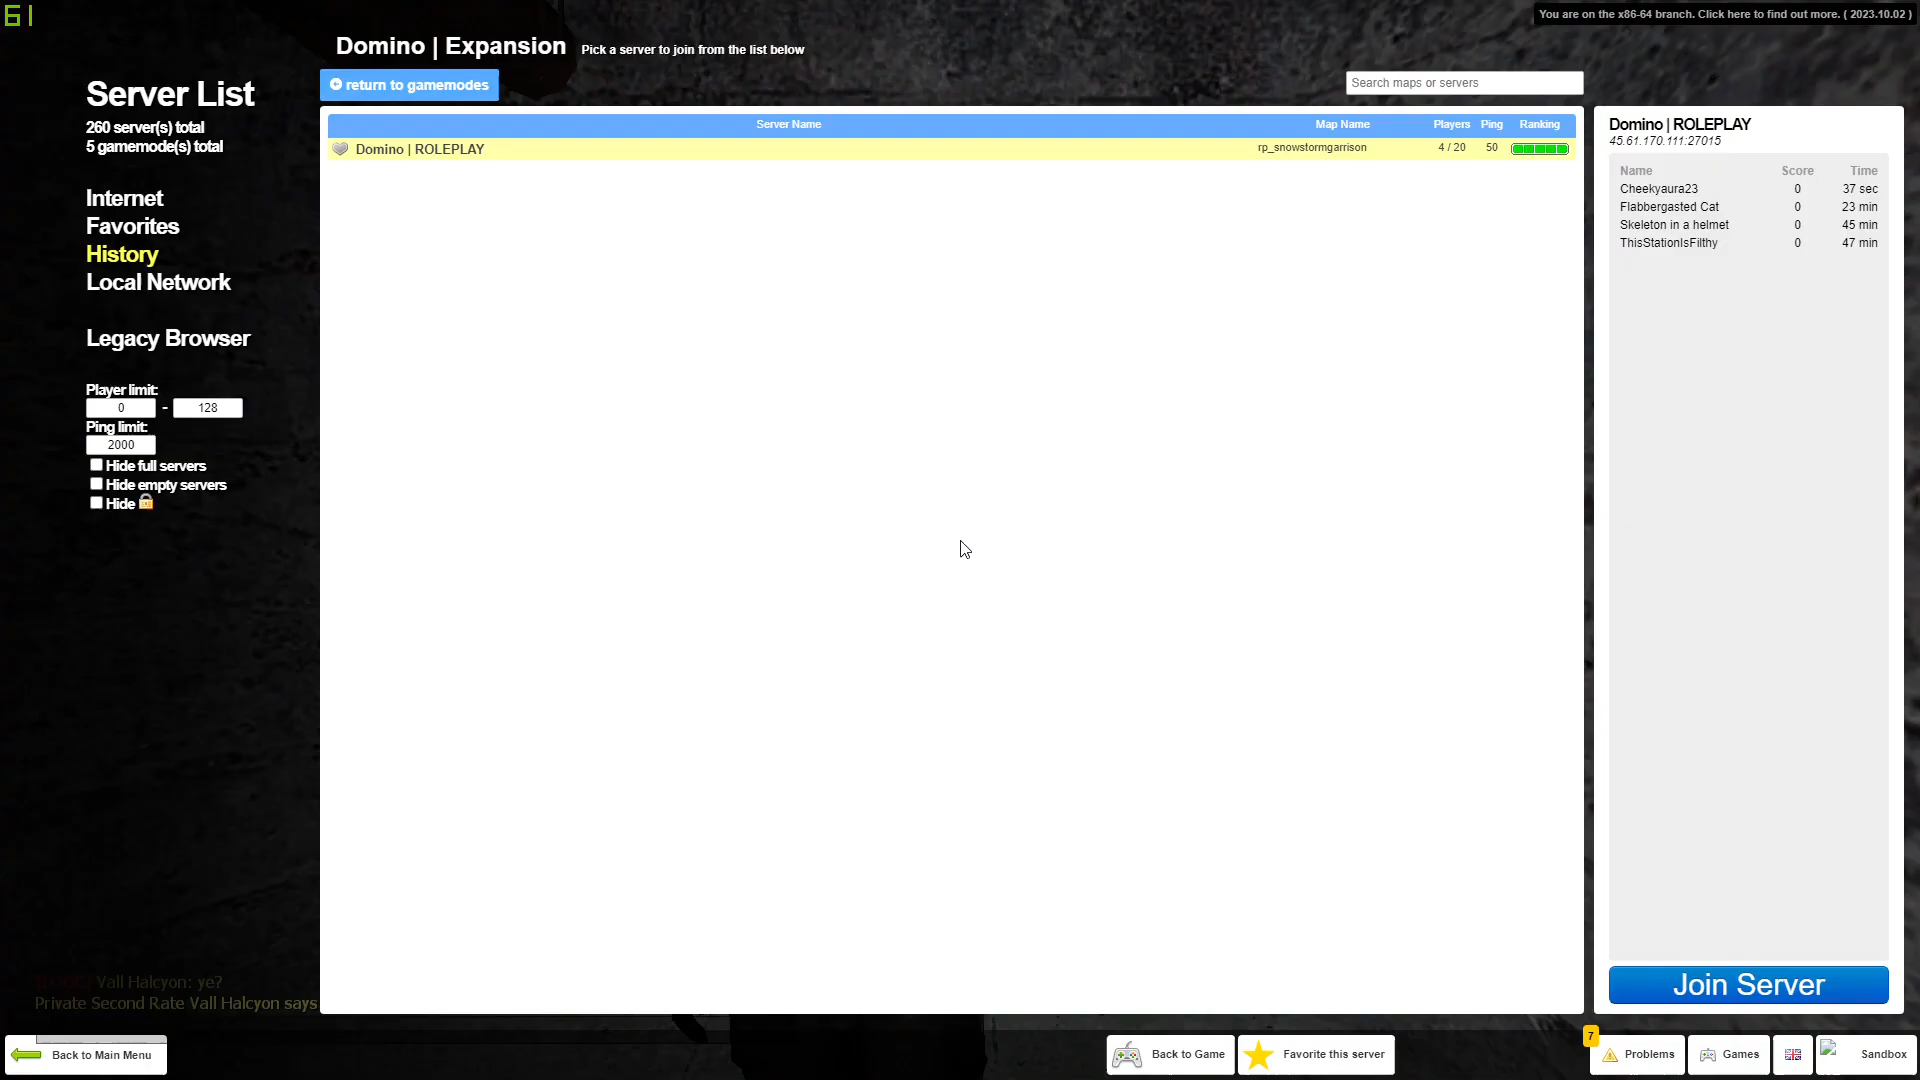 61
You are on the x86-64 branch. Click here to find out more. ( 2023.10.02 )
Domino | Expansion Pick a server to join from the list below
Server List
260 server(s) total
5 gamemode(s) total
Internet
Favorites
History
Local Network
Legacy Browser
Player limit:
0 - 128
Ping limit:
2000
Hide full servers
Hide empty servers
Hide
return to gamemodes
Search maps or servers
Server Name Map Name Players Ping Ranking
Domino | ROLEPLAY rp_snowstormgarrison 4 / 20 50
Domino | ROLEPLAY
45.61.170.111:27015
Name Score Time
Cheekyaura23 0 37 sec
Flabbergasted Cat 0 23 min
Skeleton in a helmet 0 45 min
ThisStationIsFilthy 0 47 min
Join Server
Vall Halcyon: ye?
Private Second Rate Vall Halcyon says
Back to Main Menu
Back to Game
Favorite this server
7
Problems
Games
Sandbox